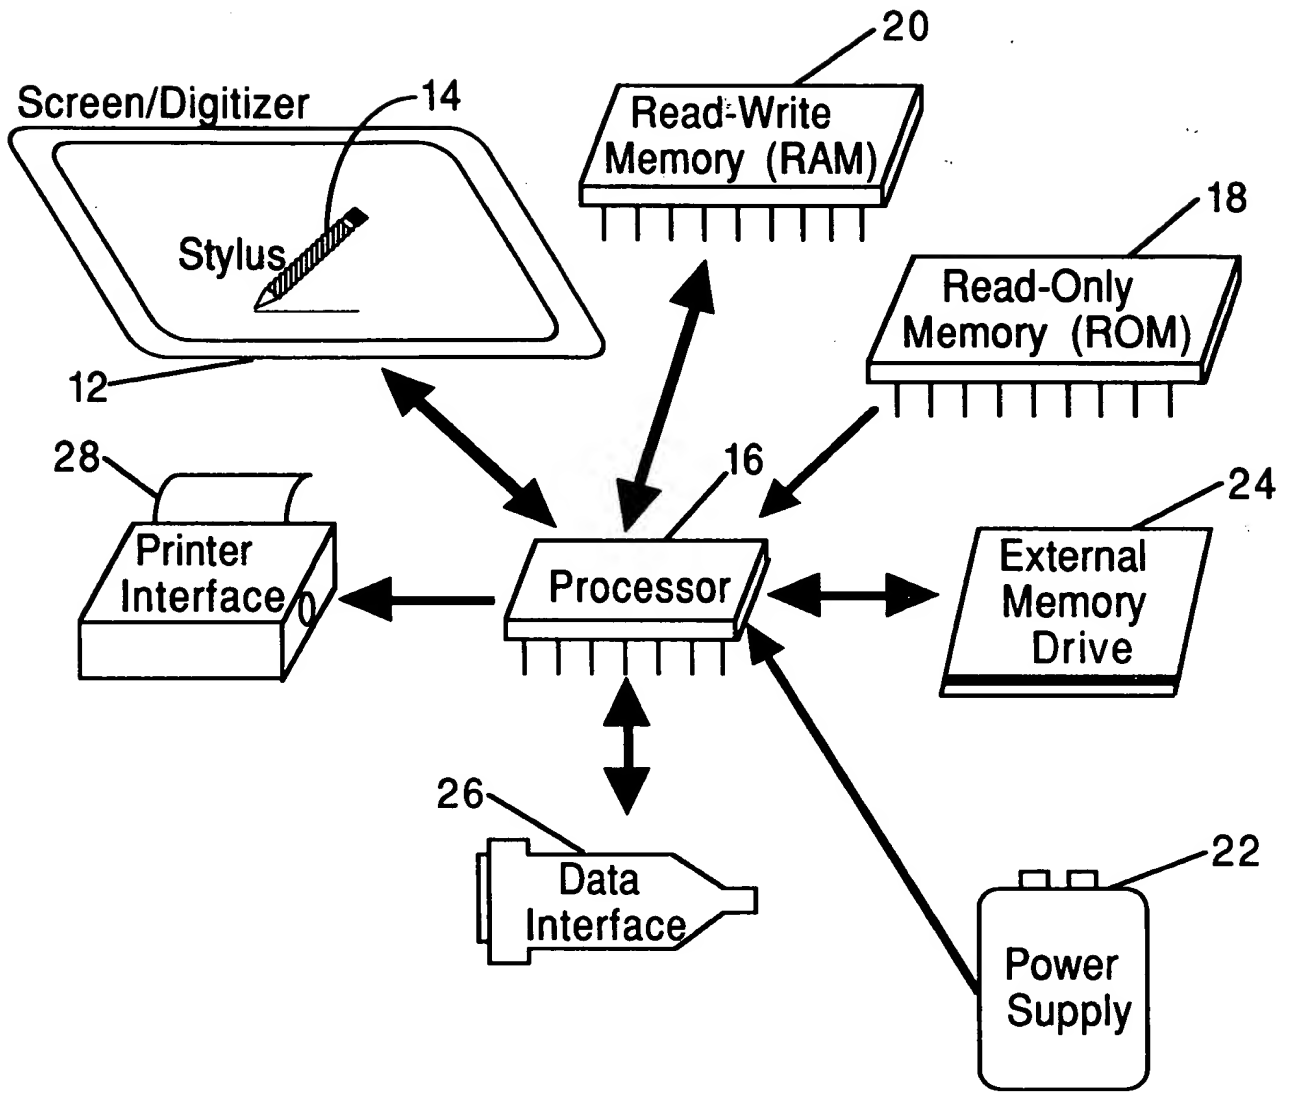 20
Screen/Digitizer
14
Read-Write
Memory (RAM)
18
Stylus
Read-Only
Memory (ROM)
12
28
16
24
Printer
Interface
Processor
External
Memory
Drive
26
Data
Interface
22
Power
Supply